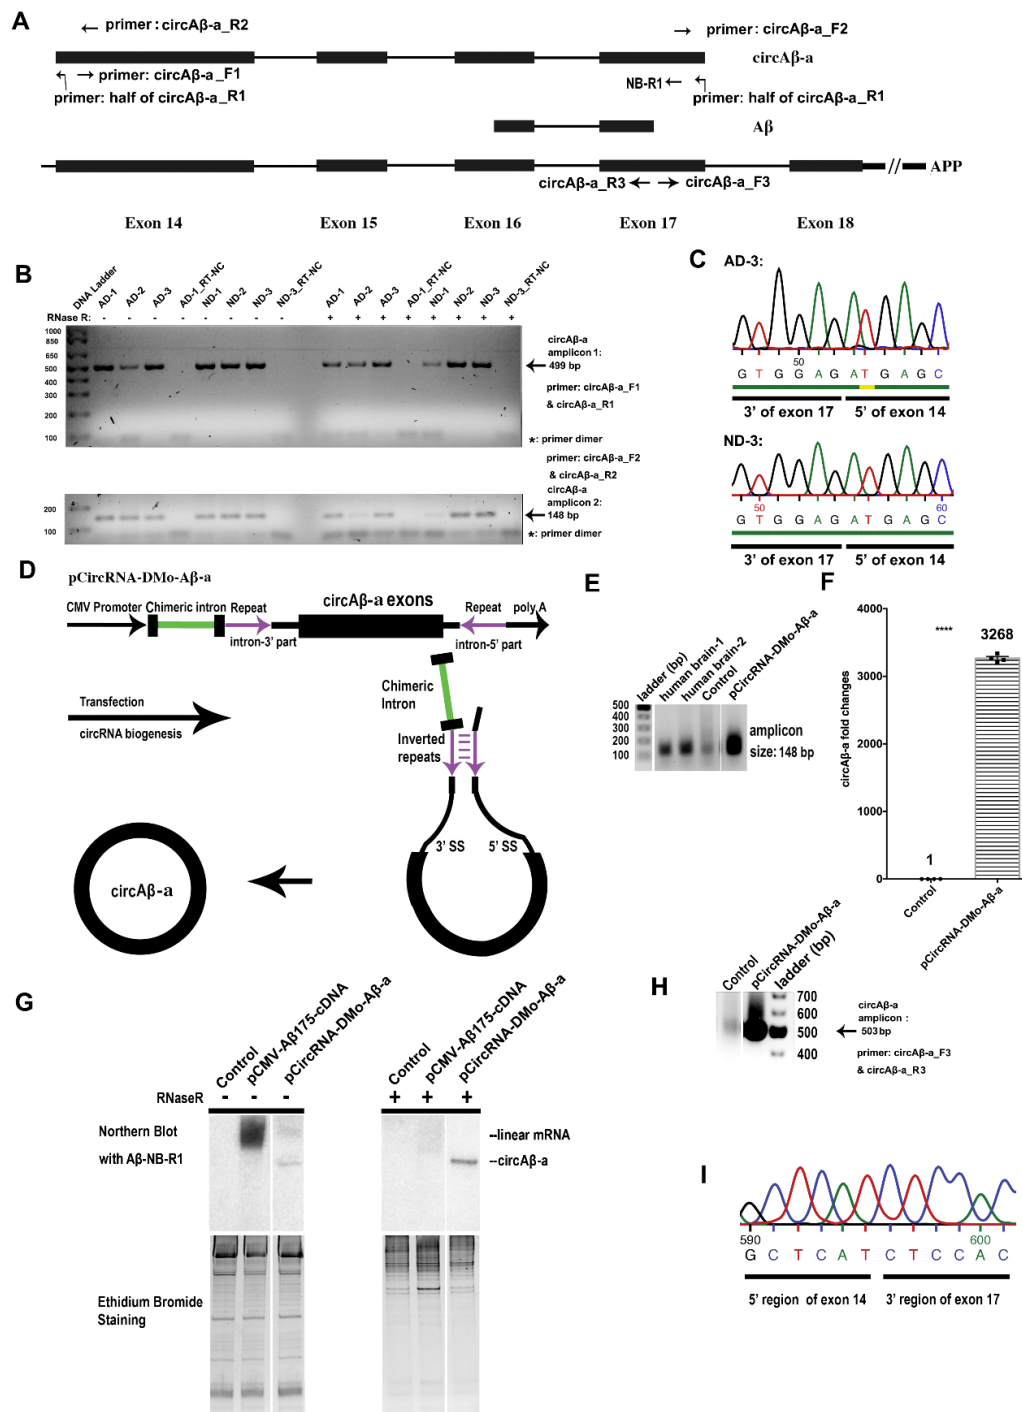 A
primer: circAβ-a_R2
primer: circAβ-a_F2
circAβ-a
primer: circAβ-a_F1
NB-R1
primer: half of circAβ-a_R1
primer: half of circAβ-a_R1
Aβ
APP
circAβ-a_R3
circAβ-a_F3
Exon 14
Exon 15
Exon 16
Exon 17
Exon 18
B
DNA Ladder
AD-1
AD-2
AD-3
AD-1_RT-NC
ND-1
ND-2
ND-3
ND-3_RT-NC
AD-1
AD-2
AD-3
AD-1_RT-NC
ND-1
ND-2
ND-3
ND-3_RT-NC
RNase R: - - - - - - - - + + + + + + + +
1000
850
650
500
400
300
200
100
circAβ-a
amplicon 1:
499 bp
primer: circAβ-a_F1
& circAβ-a_R1
*: primer dimer
primer: circAβ-a_F2
& circAβ-a_R2
circAβ-a
amplicon 2:
148 bp
*: primer dimer
200
100
C
AD-3:
50
G T G G A G A T G A G C
3' of exon 17
5' of exon 14
ND-3:
50
60
G T G G A G A T G A G C
3' of exon 17
5' of exon 14
D
pCircRNA-DMo-Aβ-a
CMV Promoter
Chimeric intron
Repeat
circAβ-a exons
Repeat
poly A
intron-3' part
intron-5' part
Transfection
circRNA biogenesis
Chimeric
Intron
Inverted
repeats
3' SS
5' SS
circAβ-a
E
ladder (bp)
human brain-1
human brain-2
Control
pCircRNA-DMo-Aβ-a
500
400
300
200
100
amplicon
size: 148 bp
F
circAβ-a fold changes
4000
3000
2000
1000
0
****
3268
1
Control
pCircRNA-DMo-Aβ-a
G
Control
pCMV-Aβ175-cDNA
pCircRNA-DMo-Aβ-a
Control
pCMV-Aβ175-cDNA
pCircRNA-DMo-Aβ-a
RNaseR - - - + + +
Northern Blot
with Aβ-NB-R1
--linear mRNA
--circAβ-a
Ethidium Bromide
Staining
H
Control
pCircRNA-DMo-Aβ-a
ladder (bp)
700
600
500
400
circAβ-a
amplicon :
503 bp
primer: circAβ-a_F3
& circAβ-a_R3
I
590
600
G C T C A T C T C C A C
5' region of exon 14
3' region of exon 17